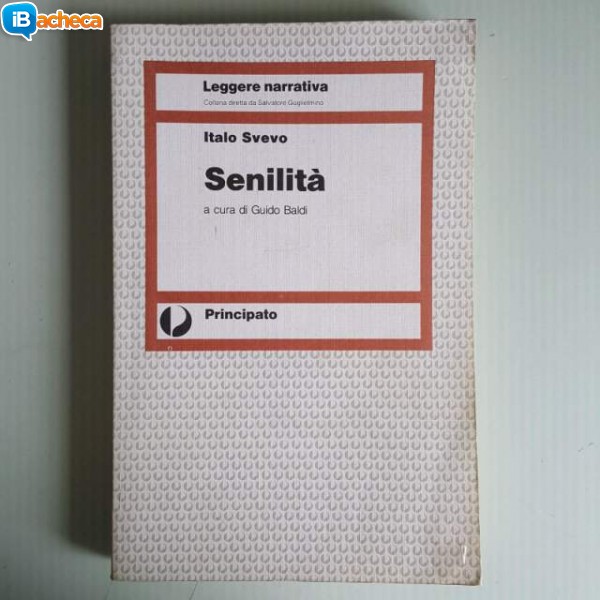 iBacheca
Leggere narrativa
Collana diretta da Salvatore Guglielmino
Italo Svevo
Senilità
a cura di Guido Baldi
Principato